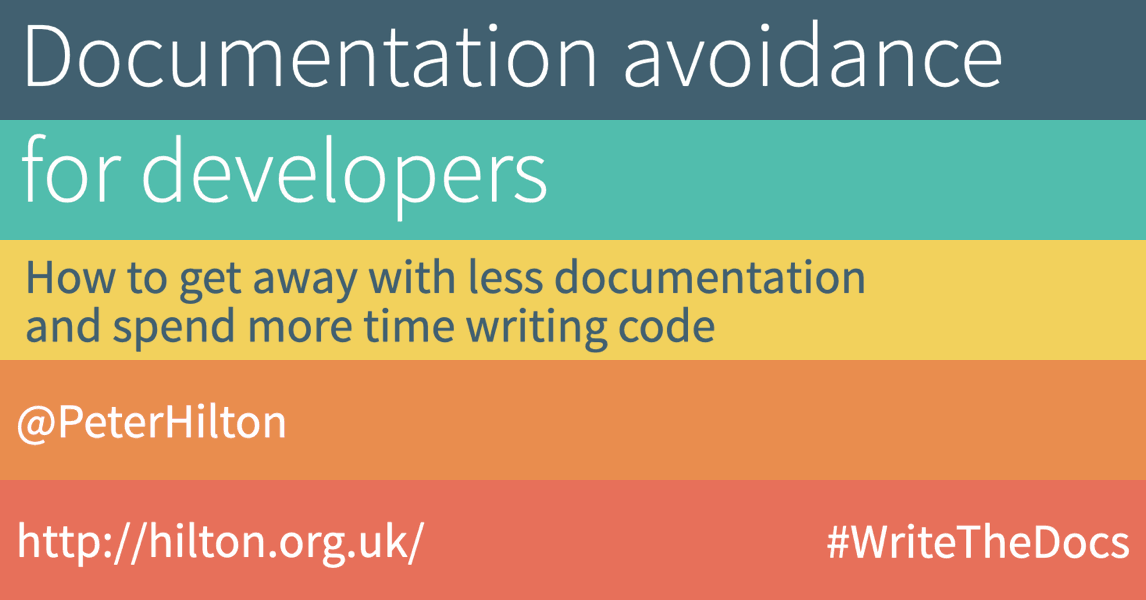 Documentation avoidance
for developers
How to get away with less documentation
and spend more time writing code
@PeterHilton
http://hilton.org.uk/
#WriteTheDocs